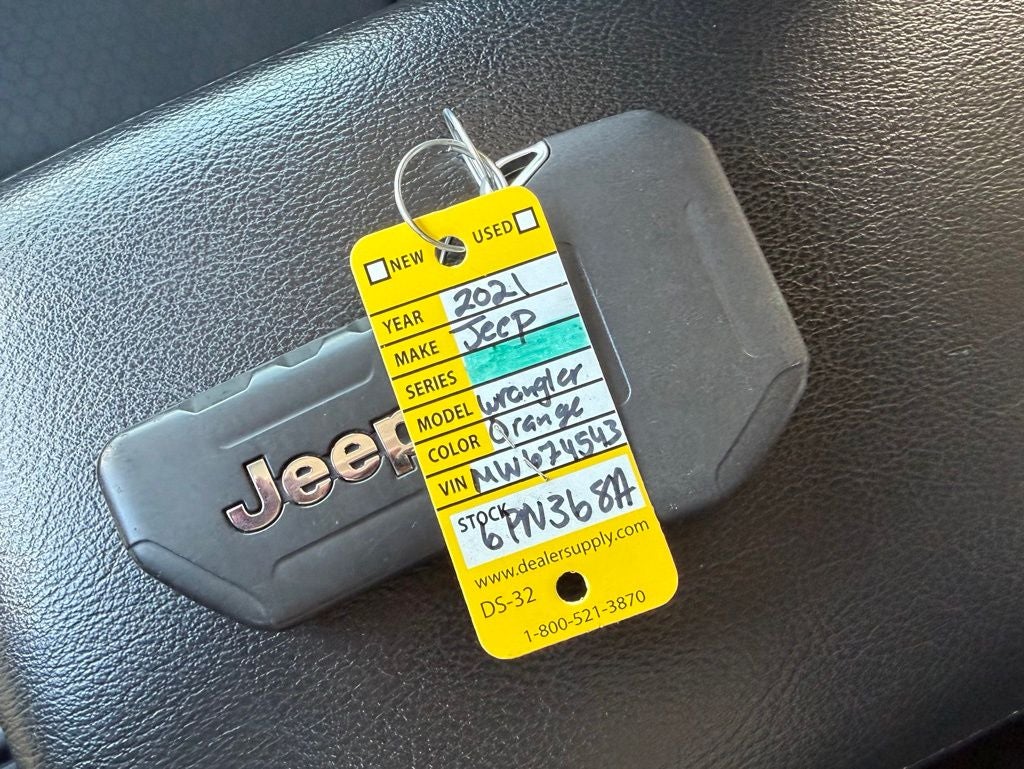 NEW USED
YEAR 2021
MAKE Jeep
SERIES
MODEL Wrangler
COLOR Orange
VIN MW674543
STOCK 6PN368A
www.dealersupply.com
DS-32
1-800-521-3870
Jeep